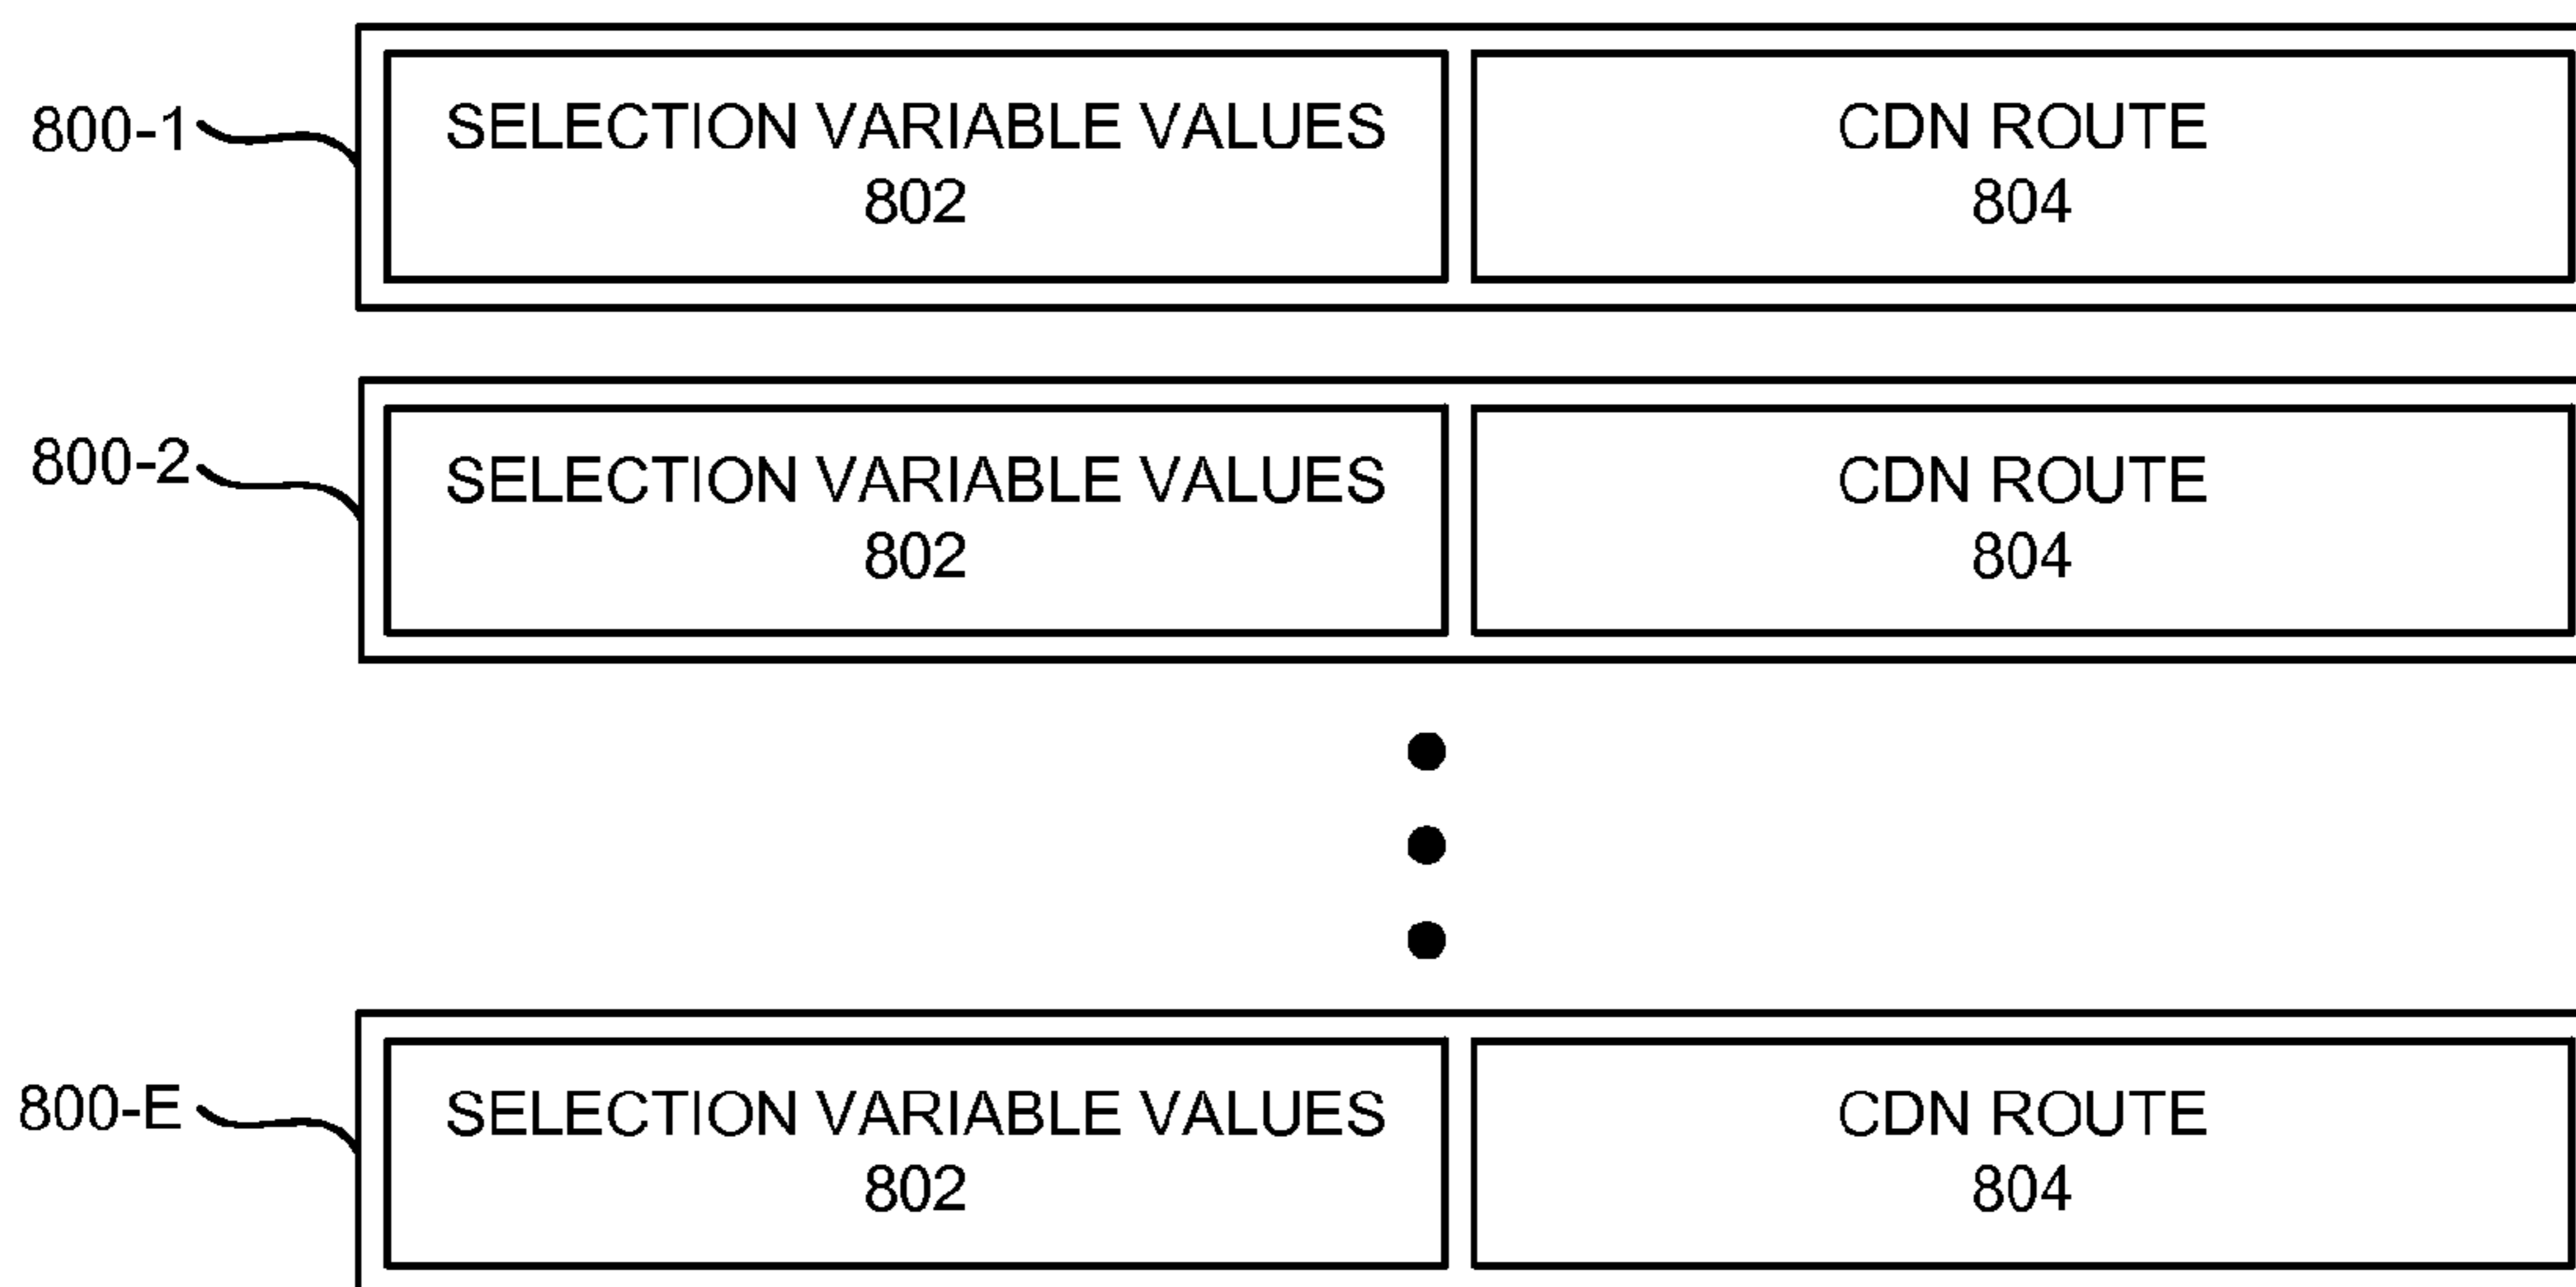 800-1
SELECTION VARIABLE VALUES
802
CDN ROUTE
804
800-2
SELECTION VARIABLE VALUES
802
CDN ROUTE
804
800-E
SELECTION VARIABLE VALUES
802
CDN ROUTE
804